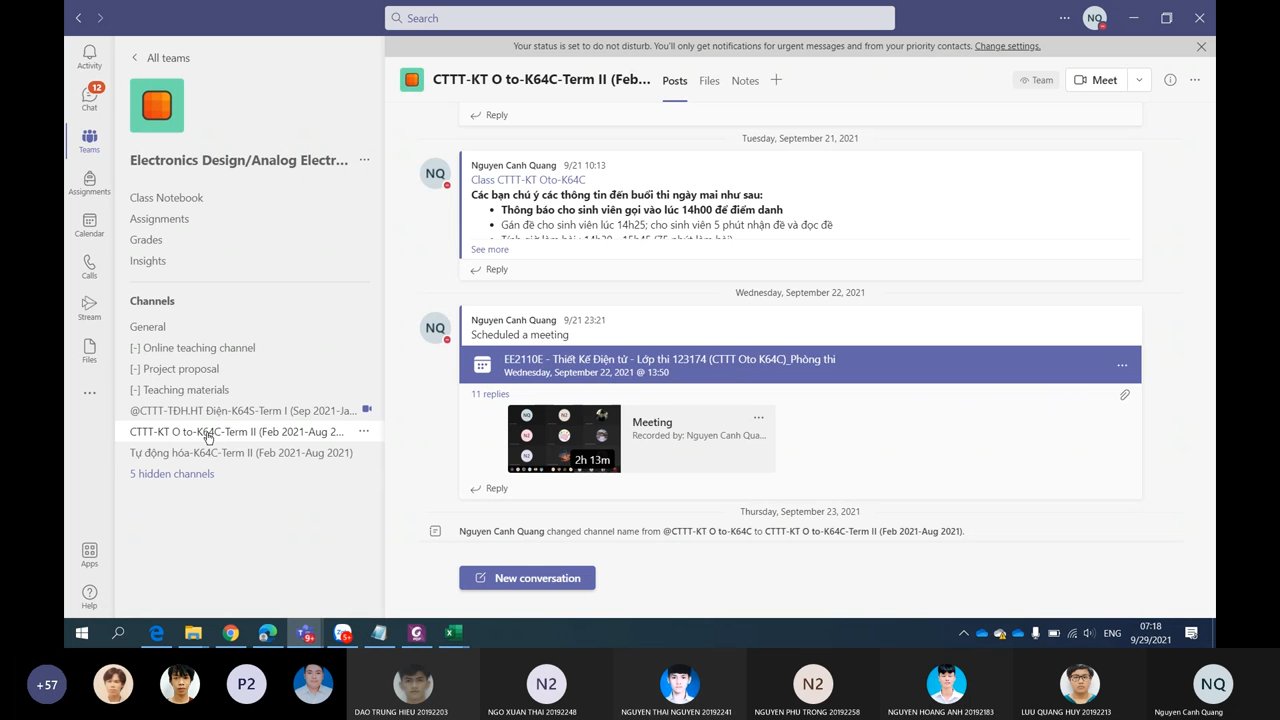 Search
NQ
Your status is set to do not disturb. You'll only get notifications for urgent messages and from your priority contacts. Change settings.
Activity
12
Chat
Teams
Assignments
Calendar
Calls
Stream
Files
Apps
Help
All teams
Electronics Design/Analog Electr...
Class Notebook
Assignments
Grades
Insights
Channels
General
[-] Online teaching channel
[-] Project proposal
[-] Teaching materials
@CTTT-TĐH.HT Điện-K64S-Term I (Sep 2021-Ja...
CTTT-KT O to-K64C-Term II (Feb 2021-Aug 2...
Tự động hóa-K64C-Term II (Feb 2021-Aug 2021)
5 hidden channels
CTTT-KT O to-K64C-Term II (Feb...
Posts
Files
Notes
Team
Meet
Reply
Tuesday, September 21, 2021
NQ
Nguyen Canh Quang 9/21 10:13
Class CTTT-KT Oto-K64C
Các bạn chú ý các thông tin đến buổi thi ngày mai như sau:
• Thông báo cho sinh viên gọi vào lúc 14h00 để điểm danh
• Gán đề cho sinh viên lúc 14h25; cho sinh viên 5 phút nhận đề và đọc đề
See more
Reply
Wednesday, September 22, 2021
NQ
Nguyen Canh Quang 9/21 23:21
Scheduled a meeting
EE2110E - Thiết Kế Điện tử - Lớp thi 123174 (CTTT Oto K64C)_Phòng thi
Wednesday, September 22, 2021 @ 13:50
11 replies
Meeting
Recorded by: Nguyen Canh Qua...
2h 13m
Reply
Thursday, September 23, 2021
Nguyen Canh Quang changed channel name from @CTTT-KT O to-K64C to CTTT-KT O to-K64C-Term II (Feb 2021-Aug 2021).
New conversation
9+
5+
ENG
07:18
9/29/2021
+57
P2
N2
N2
NQ
DAO TRUNG HIEU 20192203
NGO XUAN THAI 20192248
NGUYEN THAI NGUYEN 20192241
NGUYEN PHU TRONG 20192258
NGUYEN HOANG ANH 20192183
LUU QUANG HUY 20192213
Nguyen Canh Quang